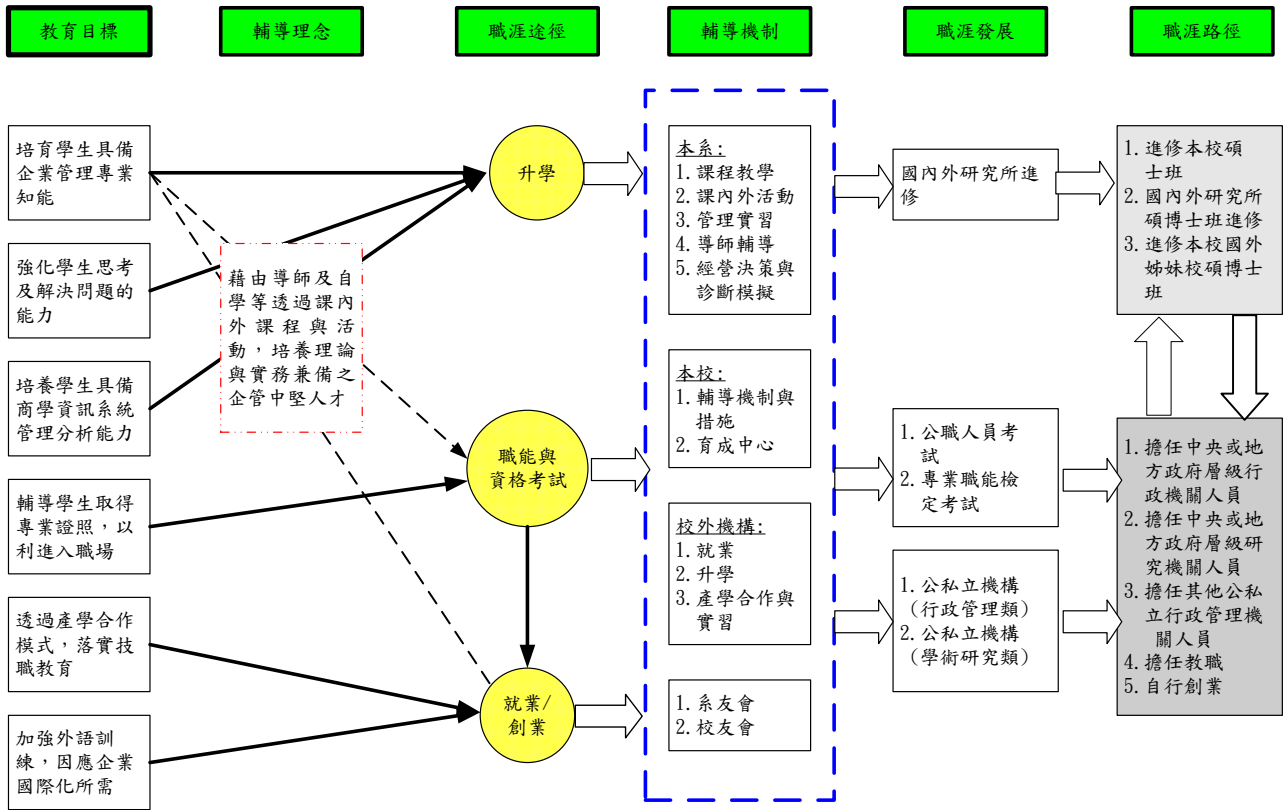 教育目標
輔導理念
職涯途徑
輔導機制
職涯發展
職涯路徑
培育學生具備
企業管理專業
知能
強化學生思考
及解決問題的
能力
培養學生具備
商學資訊系統
管理分析能力
輔導學生取得
專業證照，以
利進入職場
透過產學合作
模式，落實技
職教育
加強外語訓
練，因應企業
國際化所需
藉由導師及自
學等透過課內
外課程與活
動，培養理論
與實務兼備之
企管中堅人才
升學
職能與
資格考試
就業/
創業
本系:
1. 課程教學
2. 課內外活動
3. 管理實習
4. 導師輔導
5. 經營決策與
診斷模擬
本校:
1. 輔導機制與
措施
2. 育成中心
校外機構:
1. 就業
2. 升學
3. 產學合作與
實習
1. 系友會
2. 校友會
國內外研究所進
修
1. 公職人員考
試
2. 專業職能檢
定考試
1. 公私立機構
(行政管理類)
2. 公私立機構
(學術研究類)
1. 進修本校碩
士班
2. 國內外研究所
碩博士班進修
3. 進修本校國外
姊妹校碩博士
班
1. 擔任中央或地
方政府層級行
政機關人員
2. 擔任中央或地
方政府層級研
究機關人員
3. 擔任其他公私
立行政管理機
關人員
4. 擔任教職
5. 自行創業